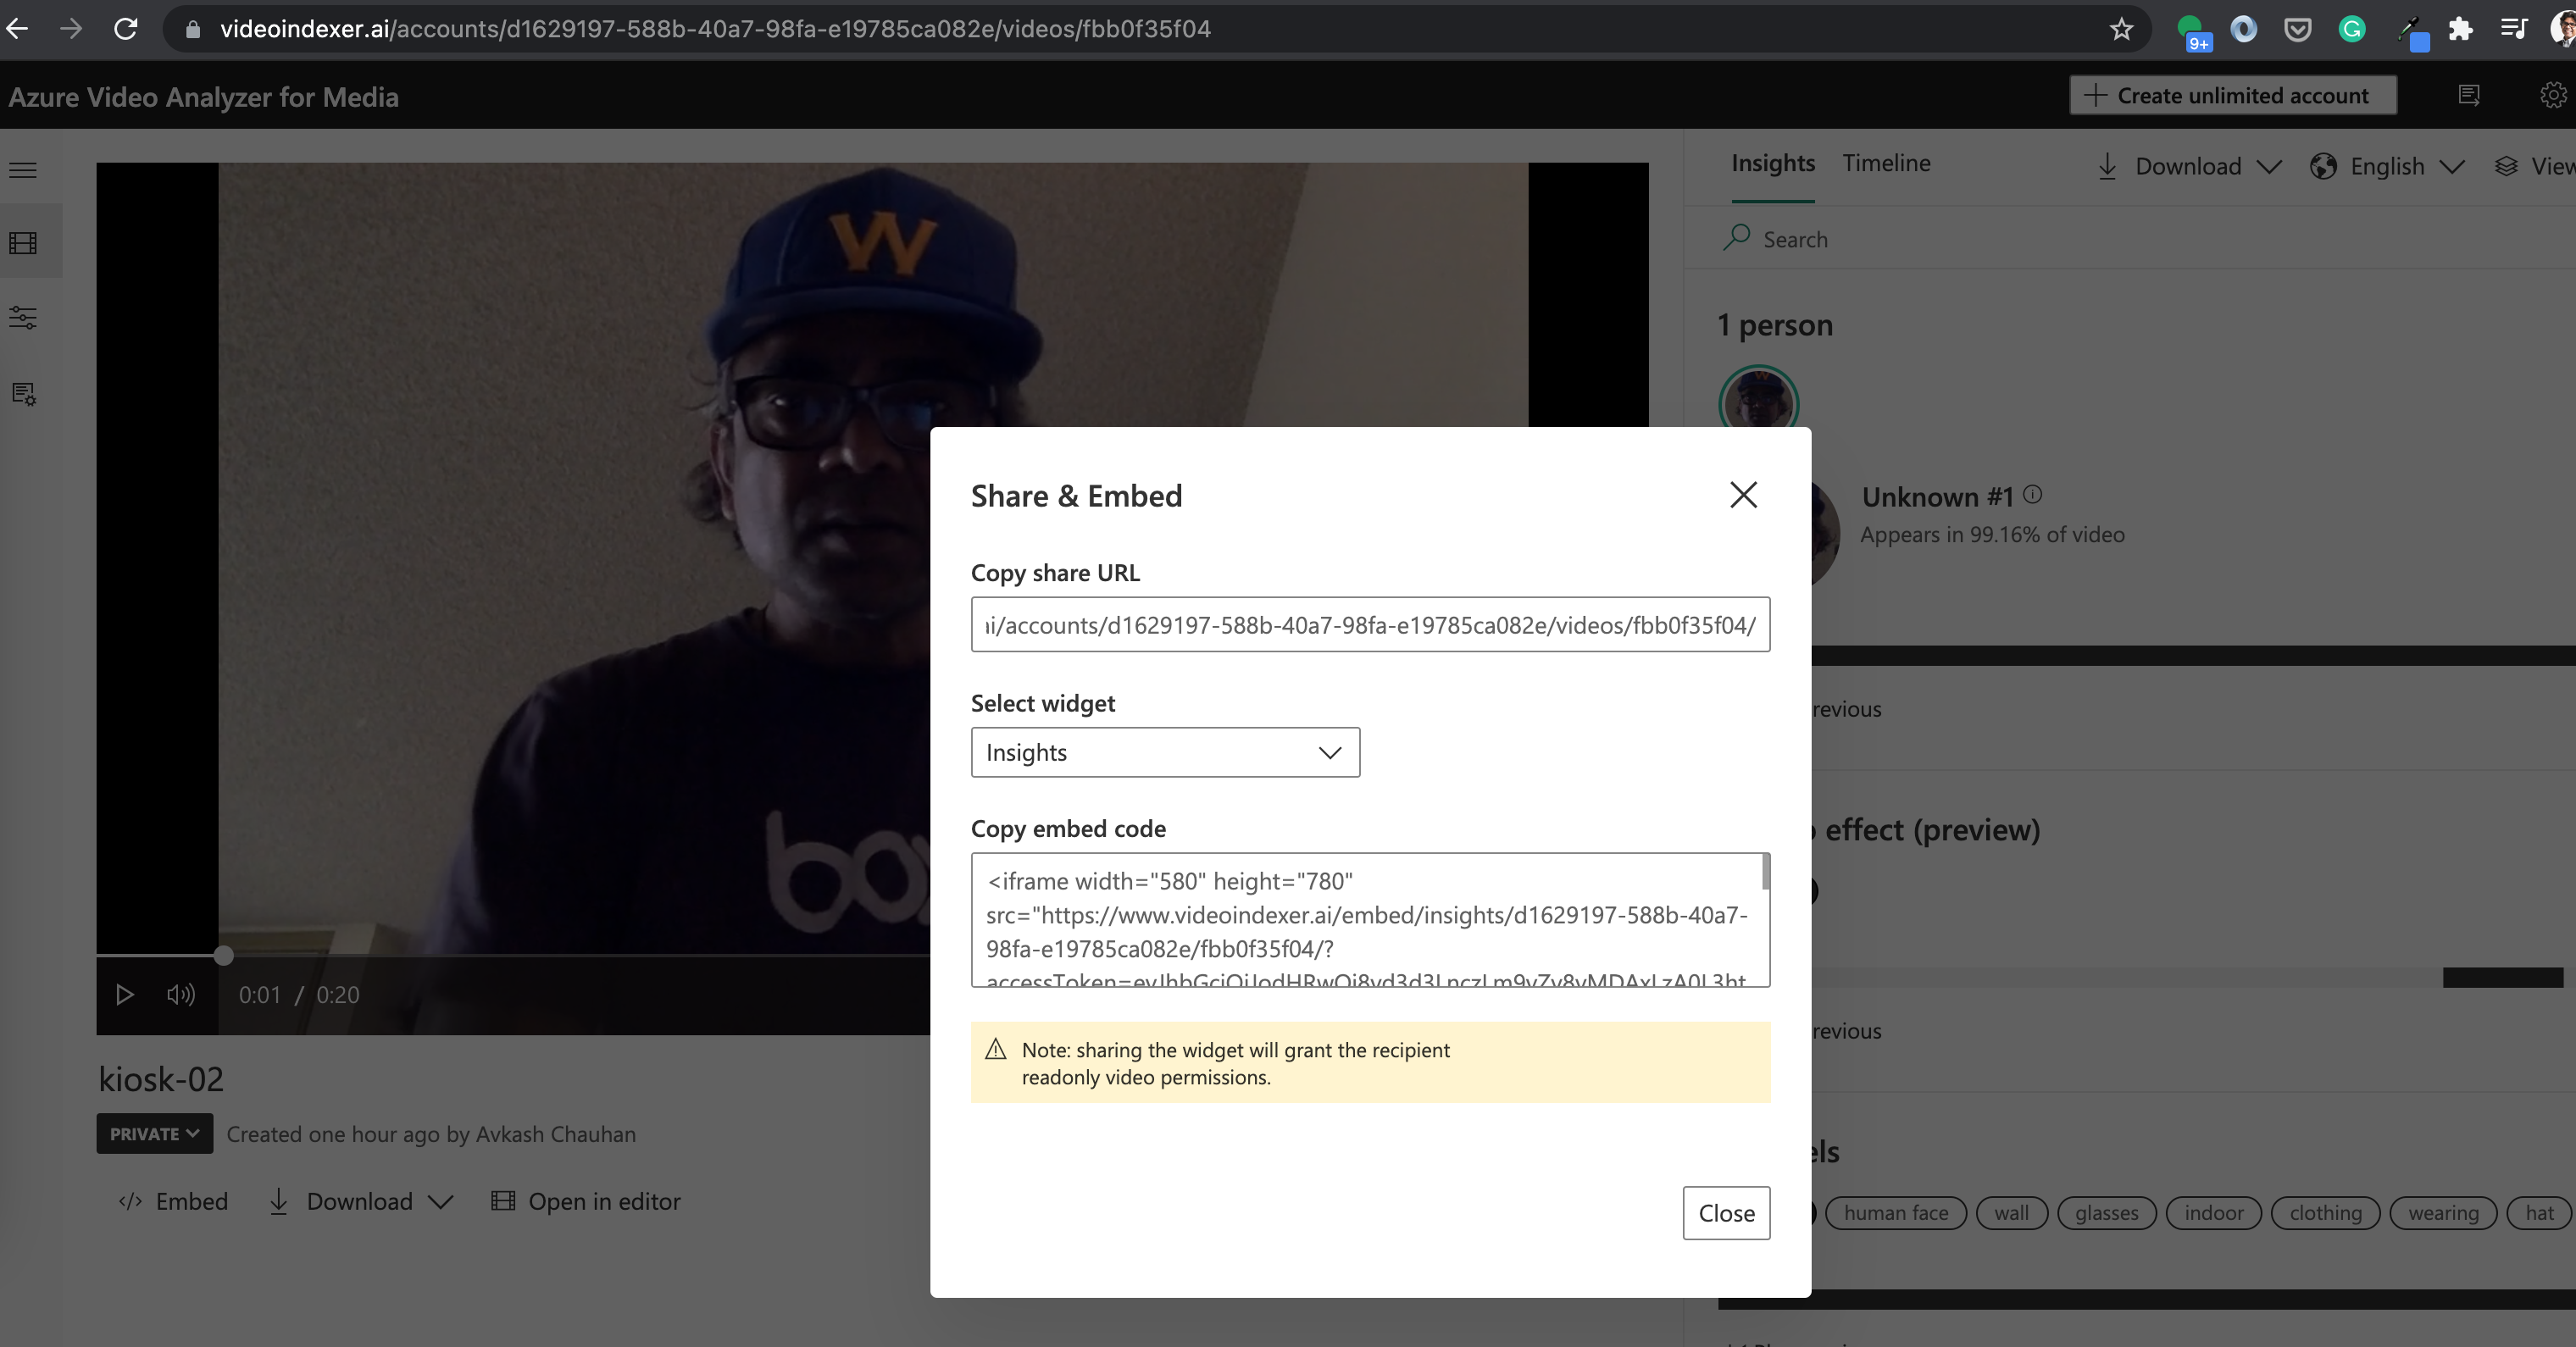 videoindexer.ai/accounts/d1629197-588b-40a7-98fa-e19785ca082e/videos/fbb0f35f04
9+
Azure Video Analyzer for Media
Create unlimited account
Insights Timeline Download English View
Search
W
1 person
Unknown #1
Appears in 99.16% of video
Share & Embed
Copy share URL
ai/accounts/d1629197-588b-40a7-98fa-e19785ca082e/videos/fbb0f35f04/
Select widget
Insights
revious
Copy embed code
effect (preview)
<iframe width="580" height="780"
src="https://www.videoindexer.ai/embed/insights/d1629197-588b-40a7-
98fa-e19785ca082e/fbb0f35f04/?
box
0:01 / 0:20
revious
Note: sharing the widget will grant the recipient
readonly video permissions.
kiosk-02
PRIVATE Created one hour ago by Avkash Chauhan
els
</> Embed Download Open in editor
human face wall glasses indoor clothing wearing hat
Close